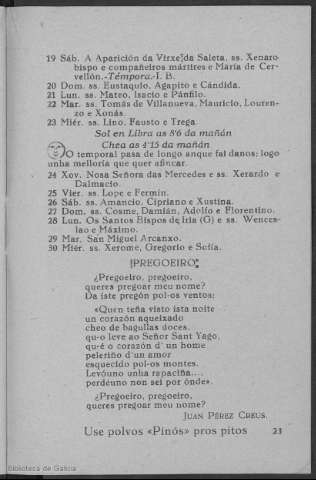 19 Sáb. A Aparición da Virxe]da Saleta, ss. Xenaro
bispo e compañeiros mártires e María de Cer-
vellón.-Témpora.-I. B.
20 Dom. ss. Eustaquio, Agapito e Cándida.
21 Lun. ss. Mateo, Isacio e Pánfilo.
22 Mar. ss. Tomás de Villanueva, Mauricio, Louren-
zo e Xonás
23 Miér. ss. Lino, Fausto e Trega.
Sol en Libra as 8'6 da mañán
Chea as 4'15 da mañán
O temporal pasa de longo anque fai danos; logo
unha melloria que quer afincar.
24 Xov. Nosa Señora das Mercedes e ss. Xerardo e
Dalmacio.
25 Vier. ss. Lope e Fermín.
26 Sáb. ss. Amancio, Cipriano e Xustina.
27 Dom. ss. Cosme, Damián, Adolfo e Florentino.
28 Lun. Os Santos Bispos de Iria (G) e ss. Wences-
lao e Máximo.
29 Mar. San Miguel Arcanxo.
30 Miér. ss. Xerome, Gregorio e Sofía.
¡PREGOEIRO!
¿Pregoeiro, pregoeiro,
queres pregoar meu nome?
Da iste pregón pol-os ventos:
«Quen teña visto ista noite
un corazón aqueixado
cheo de bagullas doces,
qu-o leve ao Señor Sant Yago,
qu-é o corazón d' un home
peleriño d'un amor
esquecido pol-os montes.
Levóuno unha rapaciña....
perdéuno non sei por ónde».
¿Pregoeiro, pregoeiro,
queres pregoar meu nome?
JUAN PÉREZ CREUS.
Use polvos «Pinós» pros pitos 23
Biblioteca de Galicia